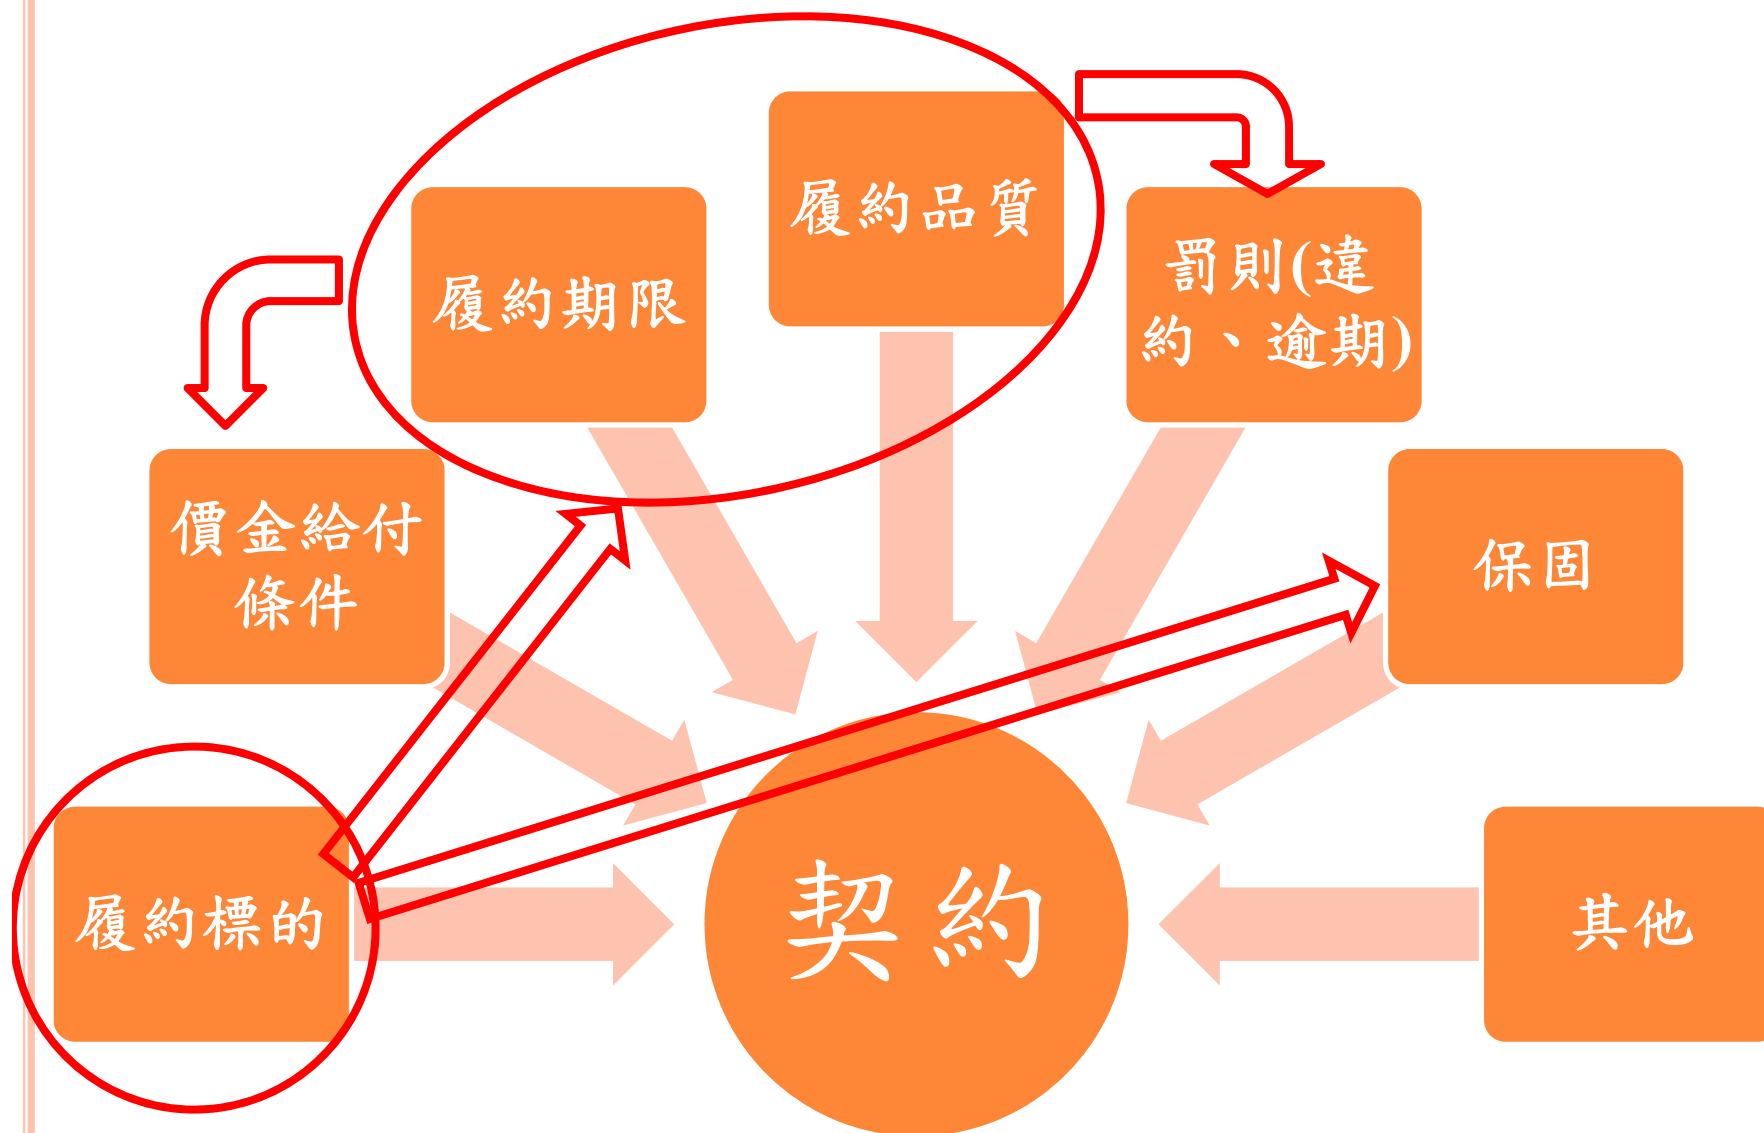 履約品質
履約期限
罰則(違
約、逾期)
價金給付
條件
保固
履約標的
契約
其他